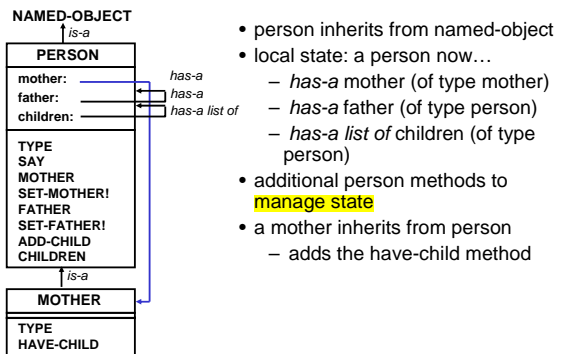 NAMED-OBJECT
is-a
PERSON
mother:
has-a
father:
has-a
children:
has-a list of
TYPE
SAY
MOTHER
SET-MOTHER!
FATHER
SET-FATHER!
ADD-CHILD
CHILDREN
is-a
MOTHER
TYPE
HAVE-CHILD
• person inherits from named-object
• local state: a person now…
– has-a mother (of type mother)
– has-a father (of type person)
– has-a list of children (of type
person)
• additional person methods to
manage state
• a mother inherits from person
– adds the have-child method